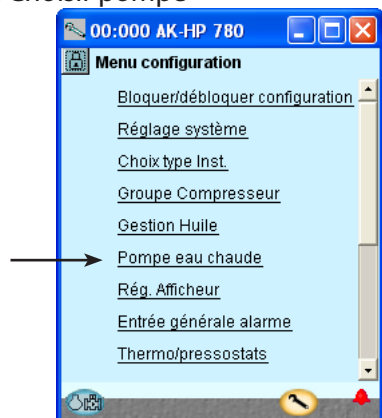 Choisir pompe
00:000 AK-HP 780
Menu configuration
Bloquer/débloquer configuration
Réglage système
Choix type Inst.
Groupe Compresseur
Gestion Huile
Pompe eau chaude
Rég. Afficheur
Entrée générale alarme
Thermo/pressostats